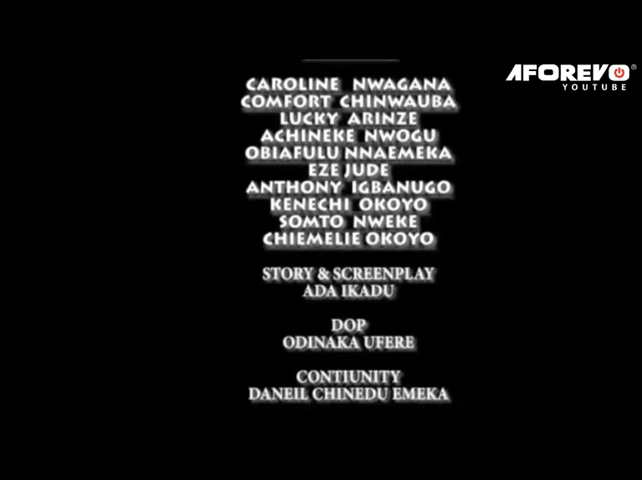 AFOREVO®
YOUTUBE
CAROLINE NWAGANA
COMFORT CHINWAUBA
LUCKY ARINZE
ACHINEKE NWOGU
OBIAFULU NNAEMEKA
EZE JUDE
ANTHONY IGBANUGO
KENECHI OKOYO
SOMTO NWEKE
CHIEMELIE OKOYO
STORY & SCREENPLAY
ADA IKADU
DOP
ODINAKA UFERE
CONTIUNITY
DANEIL CHINEDU EMEKA